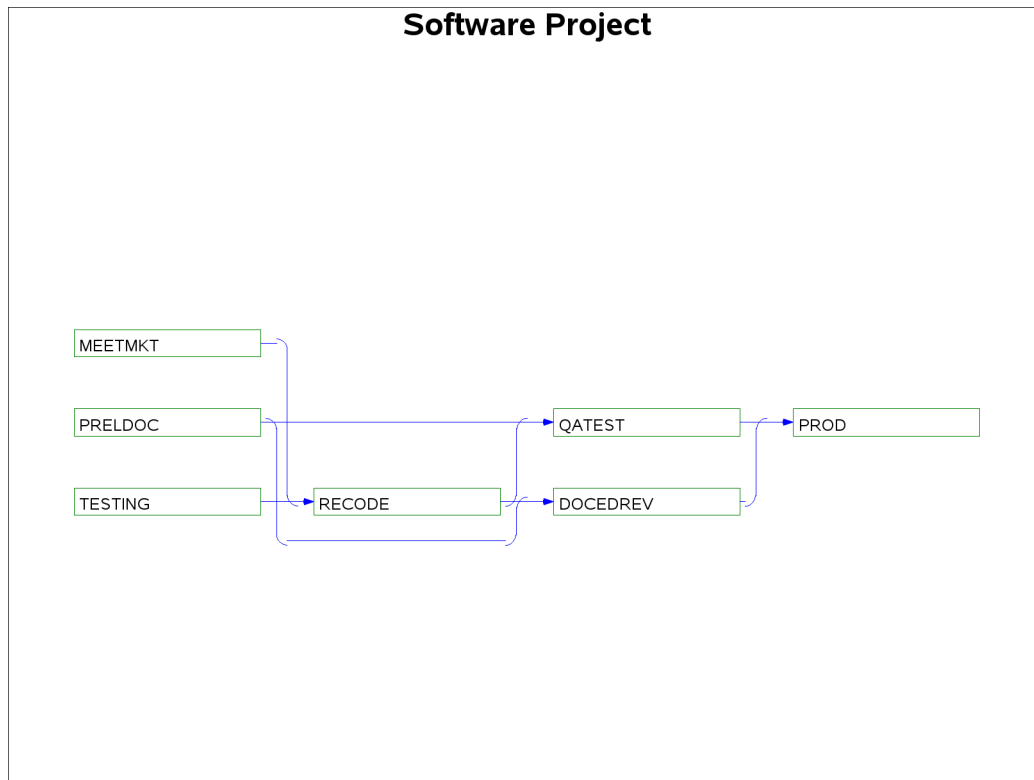 Software Project
MEETMKT
PRELDOC
QATEST
PROD
TESTING
RECODE
DOCEDREV